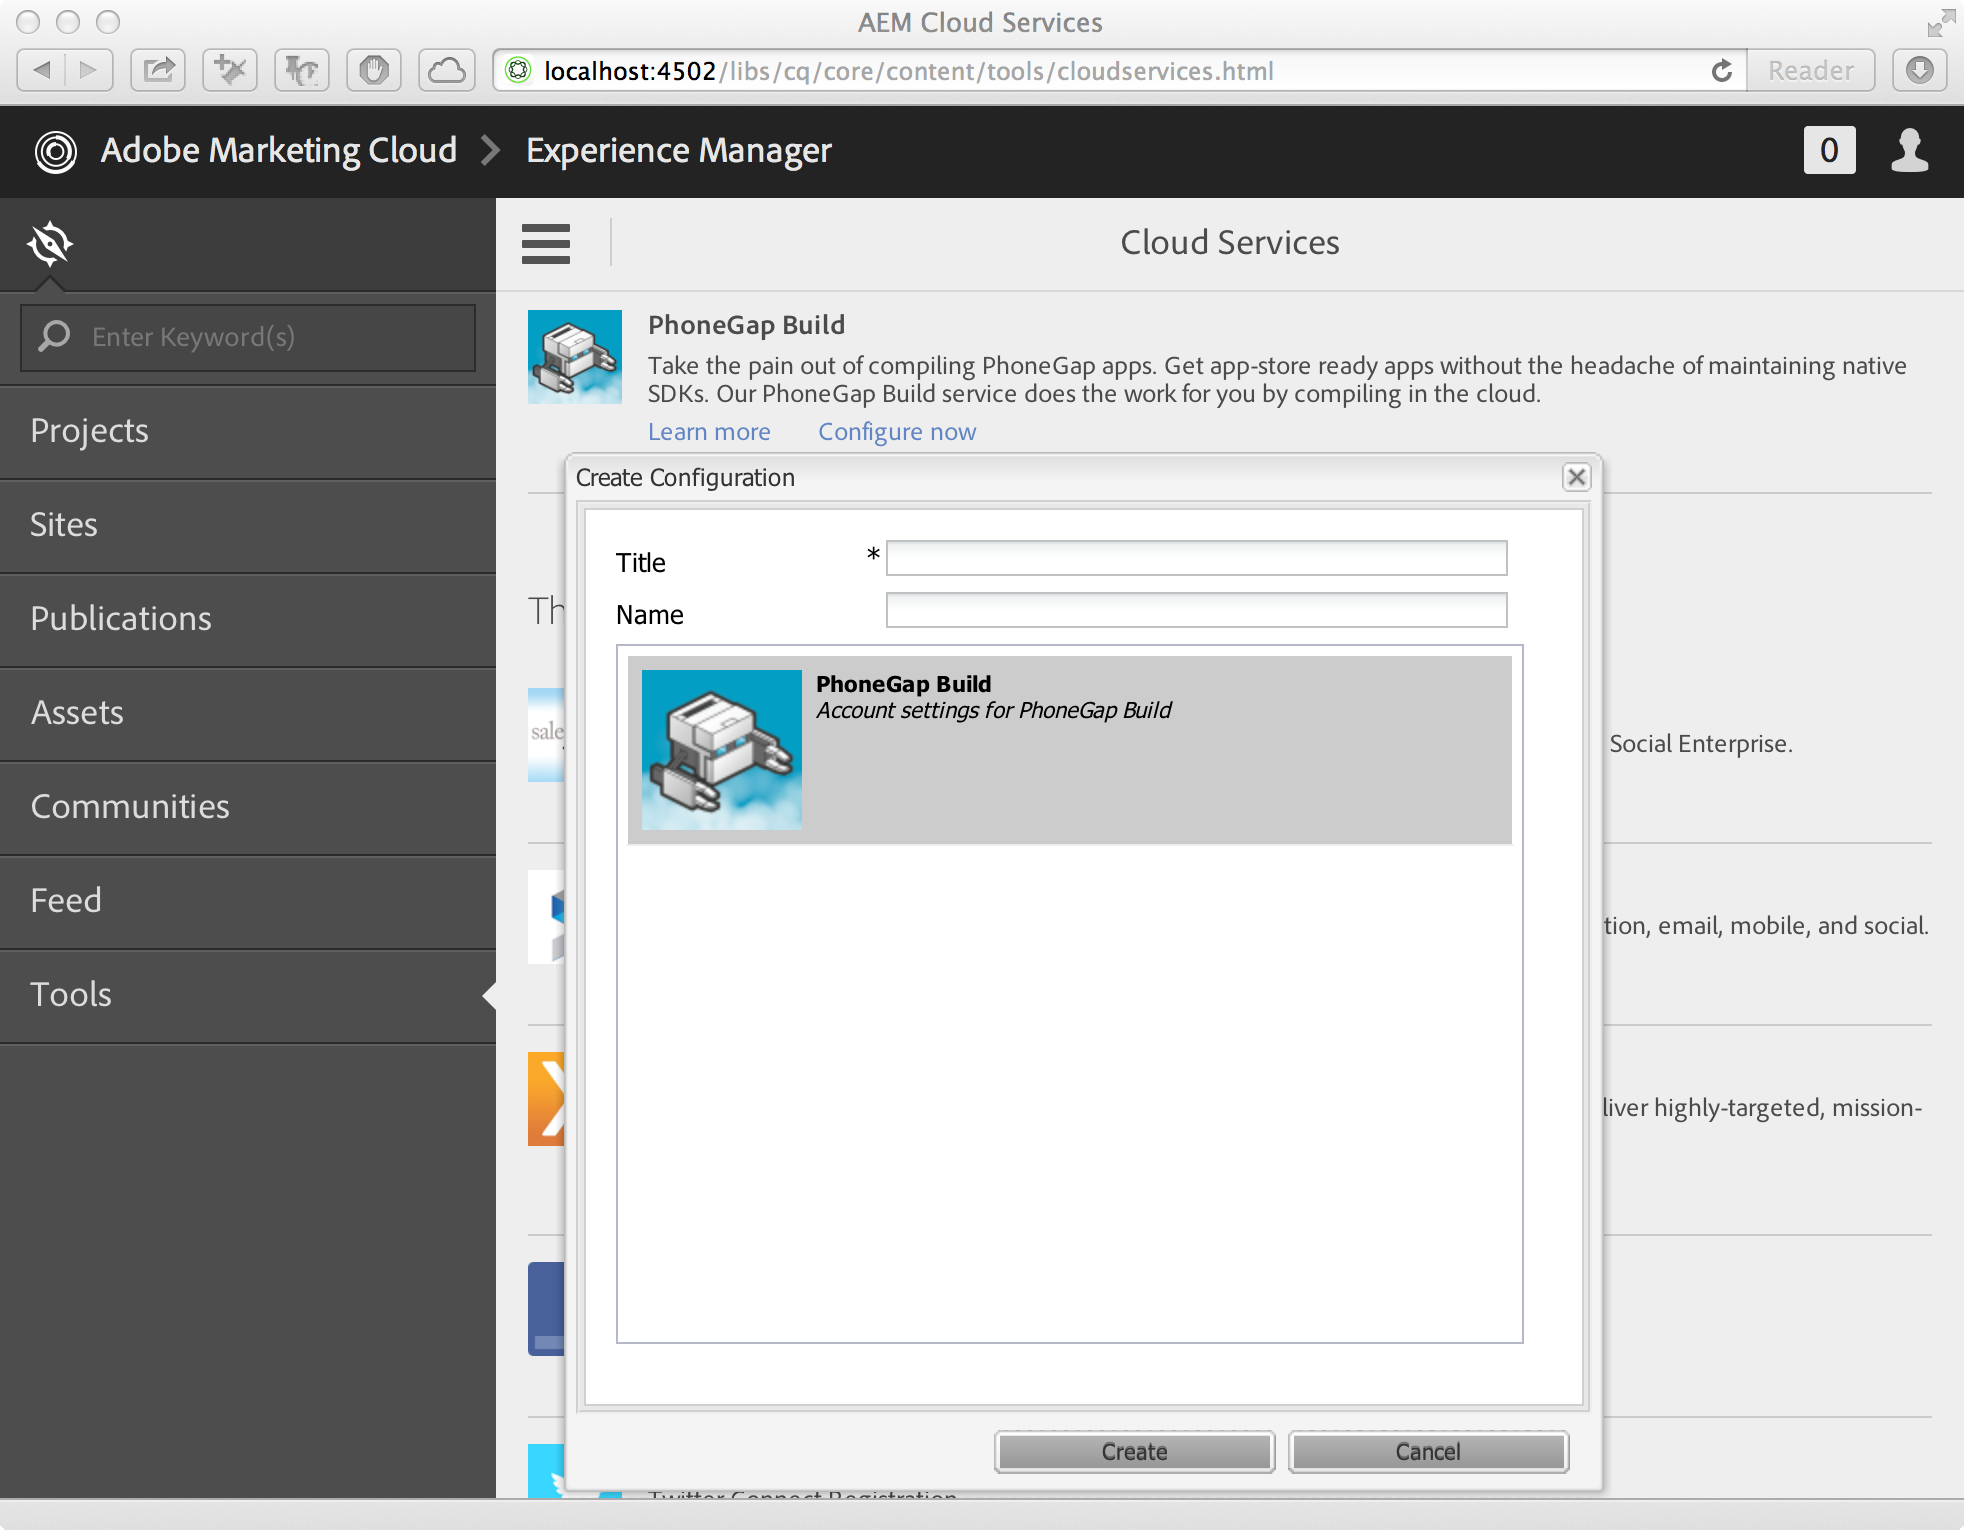 AEM Cloud Services
localhost:4502/libs/cq/core/content/tools/cloudservices.html
Reader
Adobe Marketing Cloud
Experience Manager
0
Enter Keyword(s)
Projects
Sites
Publications
Assets
Communities
Feed
Tools
Cloud Services
PhoneGap Build
Take the pain out of compiling PhoneGap apps. Get app-store ready apps without the headache of maintaining native
SDKs. Our PhoneGap Build service does the work for you by compiling in the cloud.
Learn more Configure now
Create Configuration
Title *
Name
Th
PhoneGap Build
Account settings for PhoneGap Build
sale
Social Enterprise.
tion, email, mobile, and social.
liver highly-targeted, mission-
Create Cancel
Twitter Connect Registration